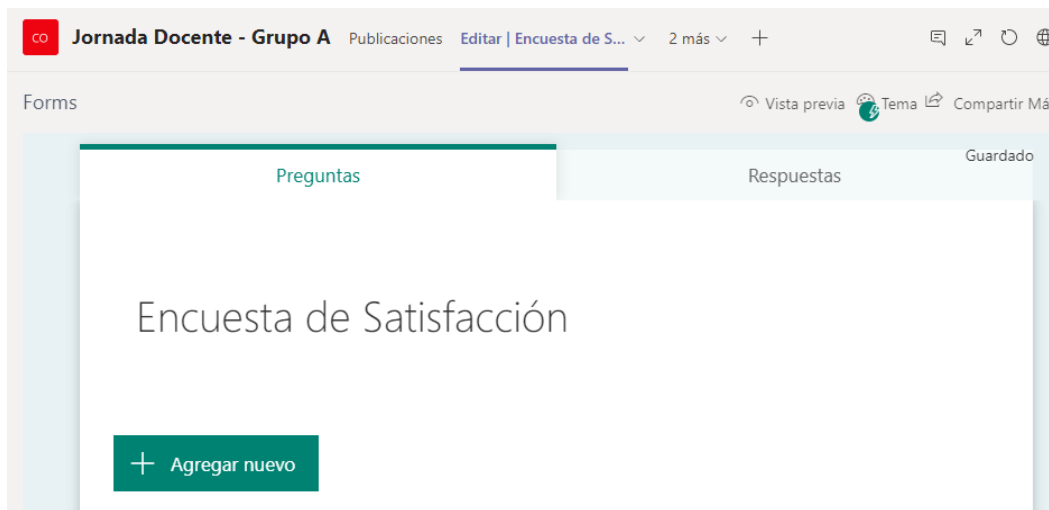 CO Jornada Docente - Grupo A Publicaciones Editar | Encuesta de S... 2 más
Forms Vista previa Tema Compartir Má
Guardado
Preguntas Respuestas
Encuesta de Satisfacción
Agregar nuevo